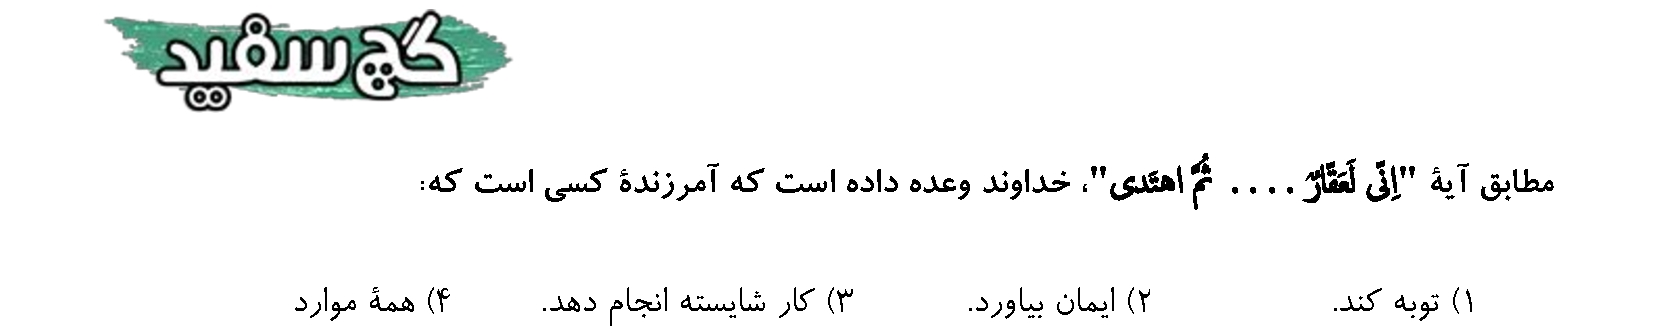 گچ سفید
مطابق آیهٔ "اِنّی لَغَفَّارٌ .... ثُمَّ اهتَدی"، خداوند وعده داده است که آمرزندهٔ کسی است که:
۱) توبه کند. ۲) ایمان بیاورد. ۳) کار شایسته انجام دهد. ۴) همهٔ موارد